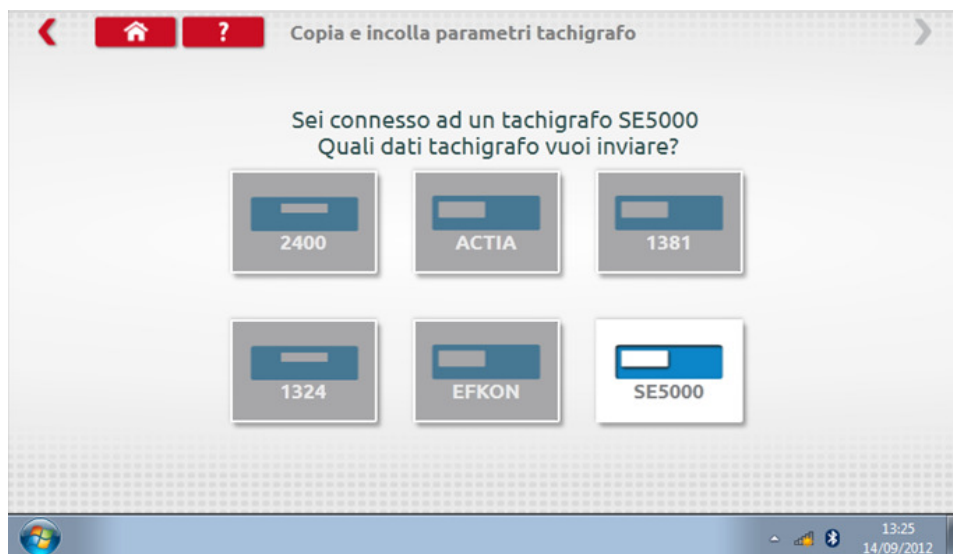 ?
Copia e incolla parametri tachigrafo
Sei connesso ad un tachigrafo SE5000
Quali dati tachigrafo vuoi inviare?
2400 ACTIA 1381
1324 EFKON SE5000
13:25
14/09/2012